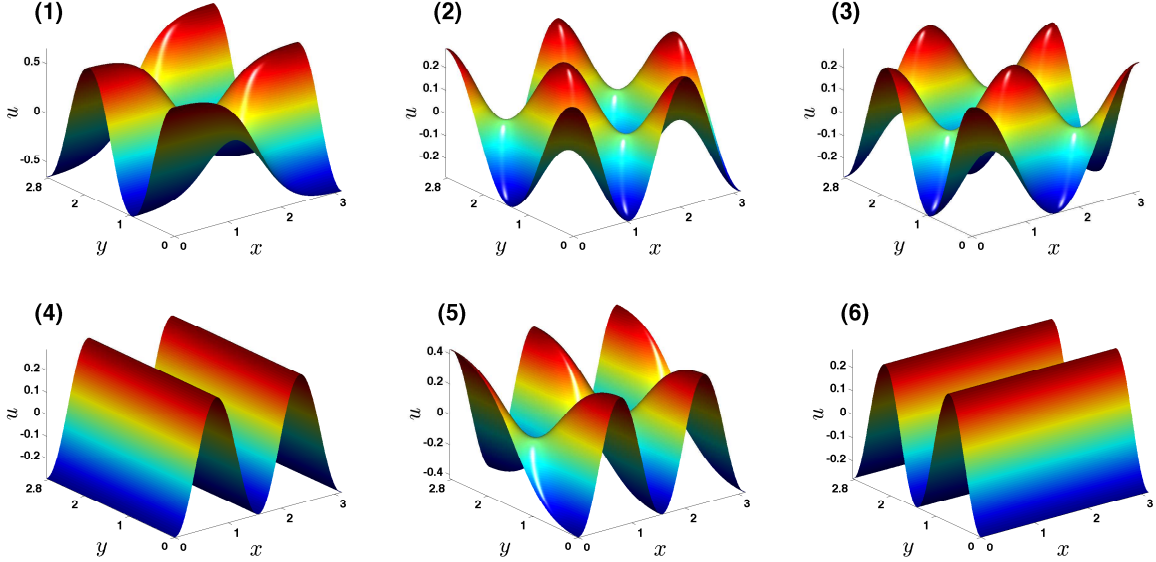 (1) (2) (3)
0.5 0.2 0.2
0.1 0.1
u 0 u 0 u 0
-0.1 -0.1
-0.5 -0.2 -0.2
2.8 3 2.8 3 2.8 3
2 2 2 2 2 2
1 1 1 1 1 1
y 0 0 x y 0 0 x y 0 0 x
(4) (5) (6)
0.2 0.4 0.2
0.1 0.2 0.1
u 0 u 0 u 0
-0.1 -0.2 -0.1
-0.2 -0.4 -0.2
2.8 3 2.8 3 2.8 3
2 2 2 2 2 2
1 1 1 1 1 1
y 0 0 x y 0 0 x y 0 0 x